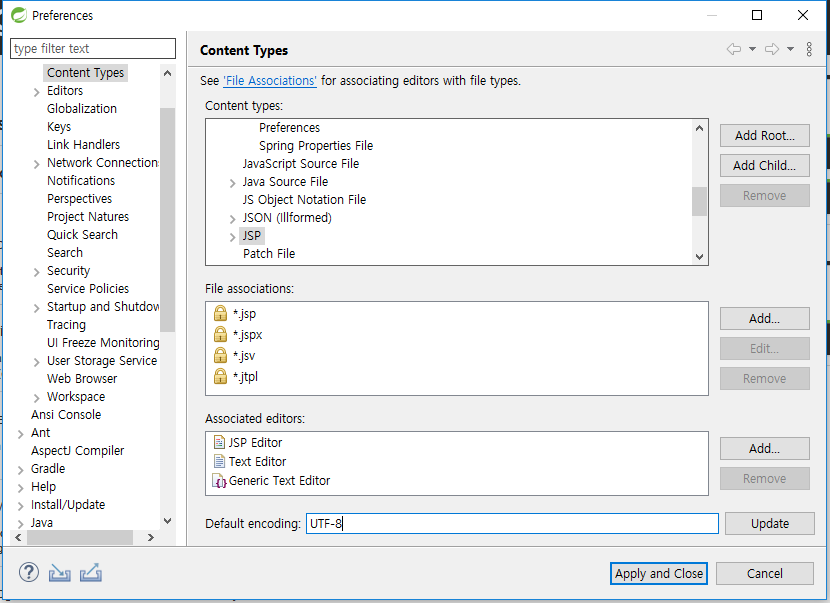 Preferences
type filter text
Content Types
Editors
Globalization
Keys
Link Handlers
Network Connection
Notifications
Perspectives
Project Natures
Quick Search
Search
Security
Service Policies
Startup and Shutdov
Tracing
UI Freeze Monitoring
User Storage Service
Web Browser
Workspace
Ansi Console
Ant
AspectJ Compiler
Gradle
Help
Install/Update
Java
Content Types
See 'File Associations' for associating editors with file types.
Content types:
Preferences
Spring Properties File
JavaScript Source File
Java Source File
JS Object Notation File
JSON (Illformed)
JSP
Patch File
Add Root...
Add Child...
Remove
File associations:
*.jsp
*.jspx
*.jsv
*.jtpl
Add...
Edit...
Remove
Associated editors:
JSP Editor
Text Editor
Generic Text Editor
Add...
Remove
Default encoding: UTF-8 Update
? Apply and Close Cancel